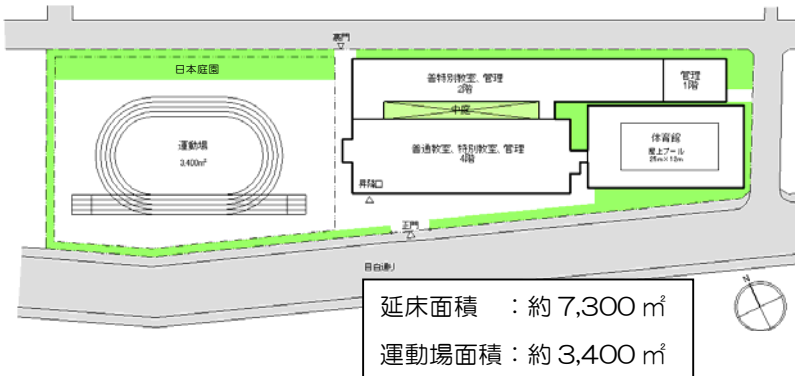 裏門
日本庭園
普特別教室、管理
2階
管理
1階
中庭
運動場
3,400㎡
普通教室、特別教室、管理
4階
体育館
屋上プール
25m×12m
昇降口
正門
目白通り
N
延床面積 :約 7,300 ㎡
運動場面積:約 3,400 ㎡